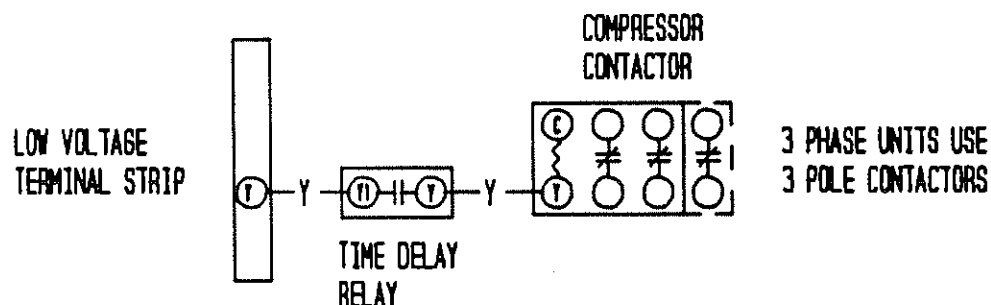 COMPRESSOR
CONTACTOR
LOW VOLTAGE
TERMINAL STRIP
Y
Y
Y1
Y
Y
C
Y
3 PHASE UNITS USE
3 POLE CONTACTORS
TIME DELAY
RELAY